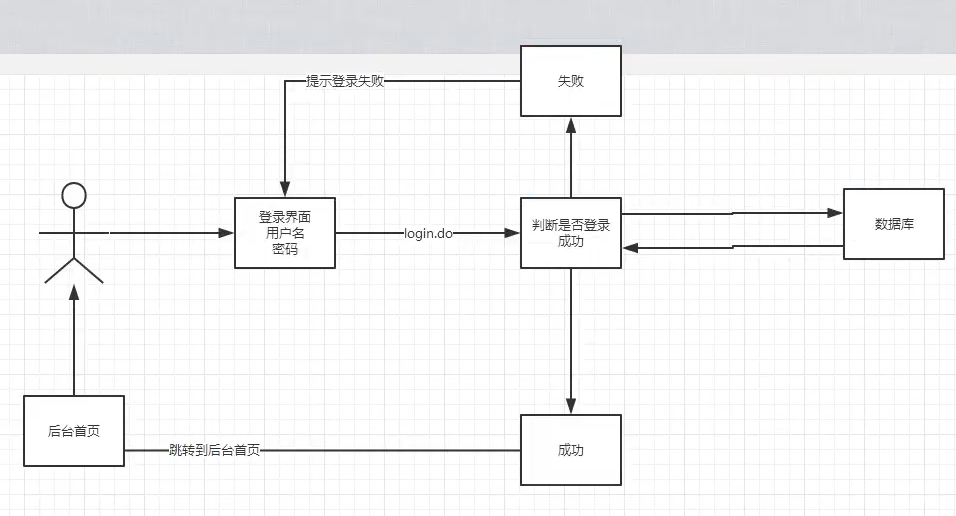 失败
提示登录失败
登录界面
用户名
密码
login.do
判断是否登录
成功
数据库
后台首页
跳转到后台首页
成功